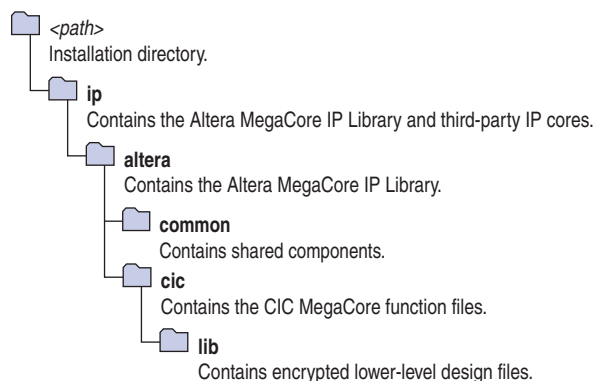 <path>
Installation directory.
ip
Contains the Altera MegaCore IP Library and third-party IP cores.
altera
Contains the Altera MegaCore IP Library.
common
Contains shared components.
cic
Contains the CIC MegaCore function files.
lib
Contains encrypted lower-level design files.